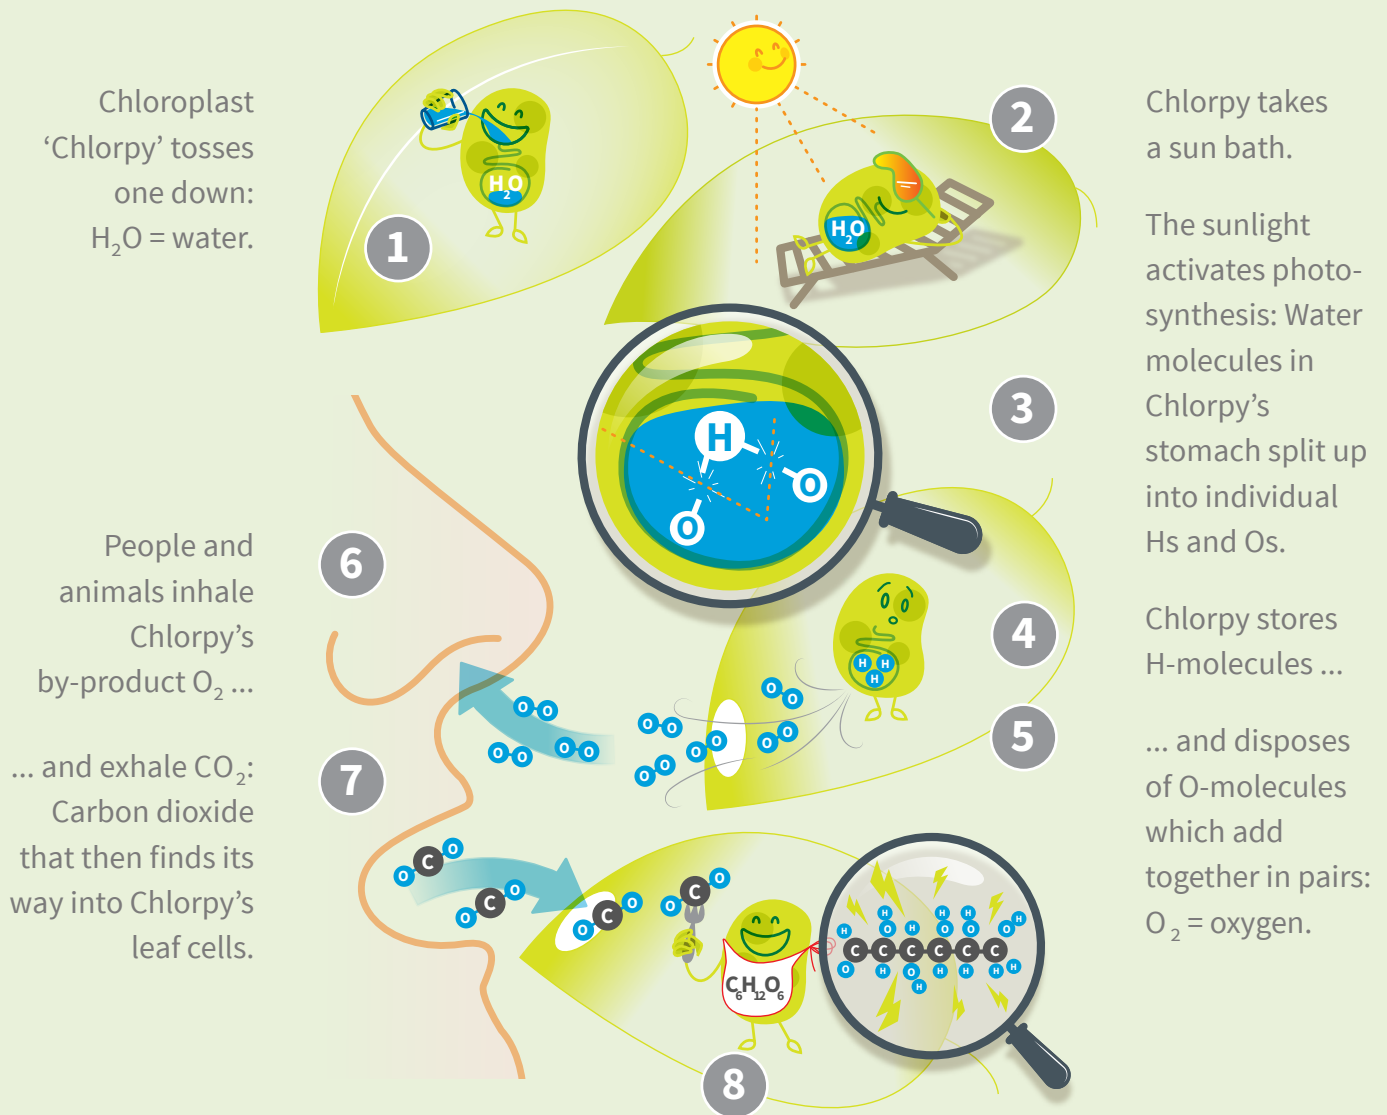 Chloroplast
‘Chlorpy’ tosses
one down:
H₂O = water.
1
H₂O
2
Chlorpy takes
a sun bath.
H₂O
3
The sunlight
activates photo-
synthesis: Water
molecules in
Chlorpy’s
stomach split up
into individual
Hs and Os.
H
O
O
4
Chlorpy stores
H-molecules ...
H H
H
5
... and disposes
of O-molecules
which add
together in pairs:
O₂ = oxygen.
O O
O O
O O
O O
O O
6
People and
animals inhale
Chlorpy’s
by-product O₂ ...
O O
O O
O O
7
... and exhale CO₂:
Carbon dioxide
that then finds its
way into Chlorpy’s
leaf cells.
O C O
O C O
O C O
O C O
8
C₆H₁₂O₆
H H H H
H O O H O O O
C C C C C C
O H O H H H H
H